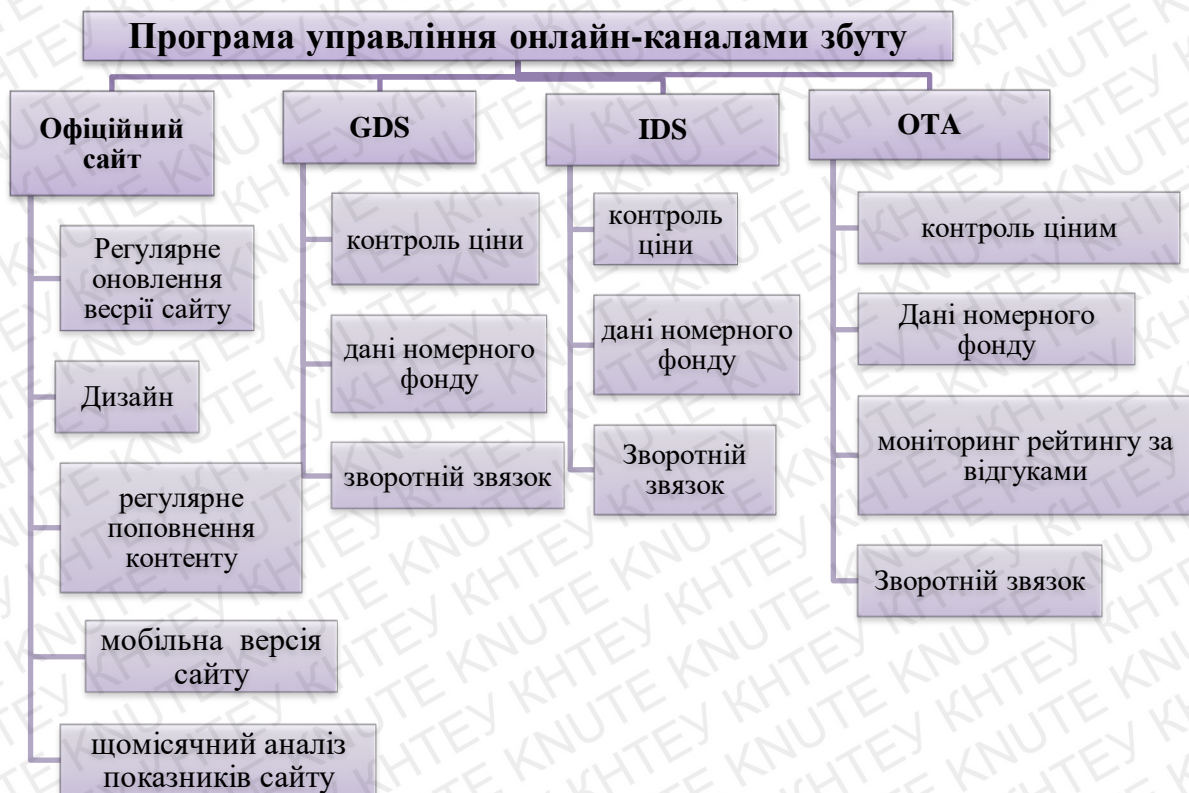 Програма управління онлайн-каналами збуту
Офіційний
сайт
Регулярне
оновлення
весрії сайту
Дизайн
регулярне
поповнення
контенту
мобільна версія
сайту
щомісячний аналіз
показників сайту
GDS
контроль ціни
дані номерного
фонду
зворотній звязок
IDS
контроль
ціни
дані номерного
фонду
Зворотній
звязок
ОТА
контроль ціним
Дані номерного
фонду
моніторинг рейтингу за
відгуками
Зворотній звязок